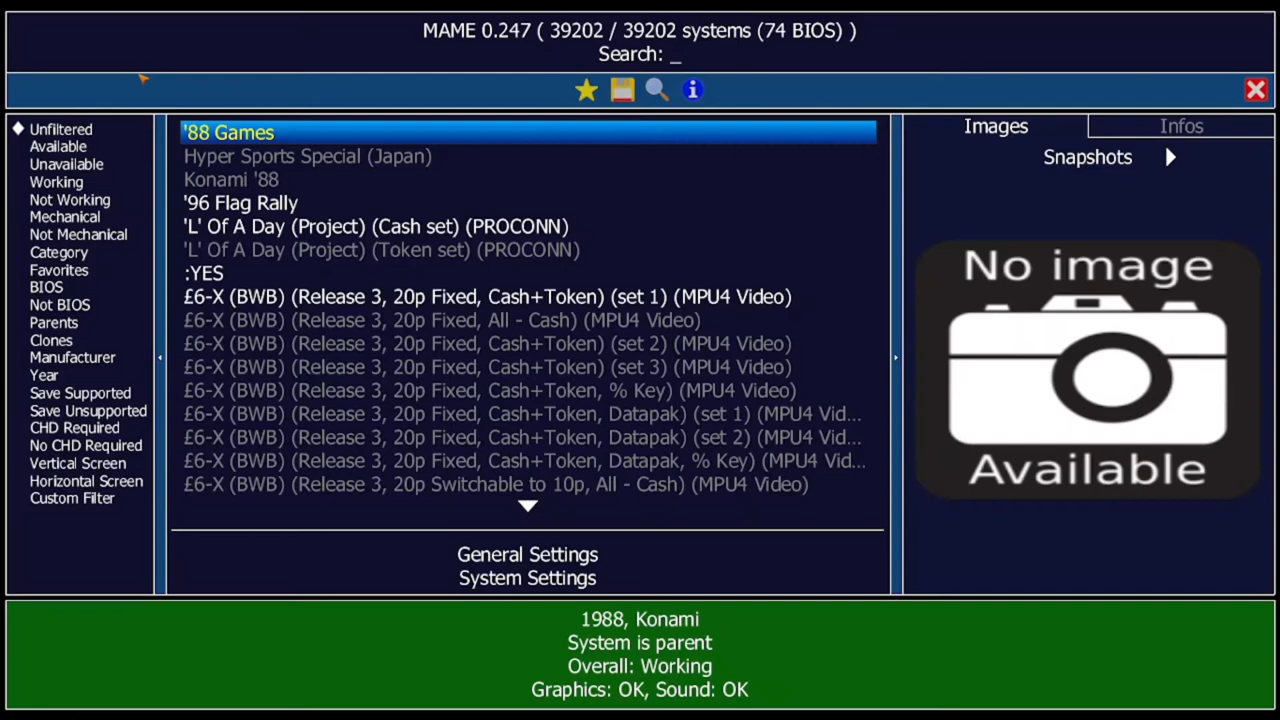 MAME 0.247 ( 39202 / 39202 systems (74 BIOS) )
Search: _
Unfiltered
Available
Unavailable
Working
Not Working
Mechanical
Not Mechanical
Category
Favorites
BIOS
Not BIOS
Parents
Clones
Manufacturer
Year
Save Supported
Save Unsupported
CHD Required
No CHD Required
Vertical Screen
Horizontal Screen
Custom Filter
'88 Games
Hyper Sports Special (Japan)
Konami '88
'96 Flag Rally
'L' Of A Day (Project) (Cash set) (PROCONN)
'L' Of A Day (Project) (Token set) (PROCONN)
:YES
£6-X (BWB) (Release 3, 20p Fixed, Cash+Token) (set 1) (MPU4 Video)
£6-X (BWB) (Release 3, 20p Fixed, All - Cash) (MPU4 Video)
£6-X (BWB) (Release 3, 20p Fixed, Cash+Token) (set 2) (MPU4 Video)
£6-X (BWB) (Release 3, 20p Fixed, Cash+Token) (set 3) (MPU4 Video)
£6-X (BWB) (Release 3, 20p Fixed, Cash+Token, % Key) (MPU4 Video)
£6-X (BWB) (Release 3, 20p Fixed, Cash+Token, Datapak) (set 1) (MPU4 Vid...
£6-X (BWB) (Release 3, 20p Fixed, Cash+Token, Datapak) (set 2) (MPU4 Vid...
£6-X (BWB) (Release 3, 20p Fixed, Cash+Token, Datapak, % Key) (MPU4 Vid...
£6-X (BWB) (Release 3, 20p Switchable to 10p, All - Cash) (MPU4 Video)
General Settings
System Settings
Images
Infos
Snapshots
No image
Available
1988, Konami
System is parent
Overall: Working
Graphics: OK, Sound: OK